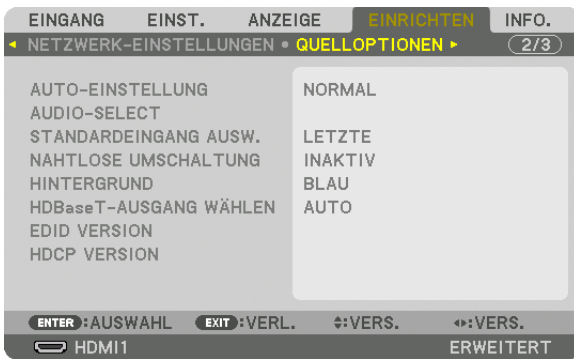 EINGANG EINST. ANZEIGE EINRICHTEN INFO.
◂ NETZWERK-EINSTELLUNGEN • QUELLOPTIONEN ▸ 2/3
AUTO-EINSTELLUNG NORMAL
AUDIO-SELECT
STANDARDEINGANG AUSW. LETZTE
NAHTLOSE UMSCHALTUNG INAKTIV
HINTERGRUND BLAU
HDBaseT-AUSGANG WÄHLEN AUTO
EDID VERSION
HDCP VERSION
ENTER :AUSWAHL EXIT :VERL. ♦:VERS. ◂▸:VERS.
HDMI1 ERWEITERT